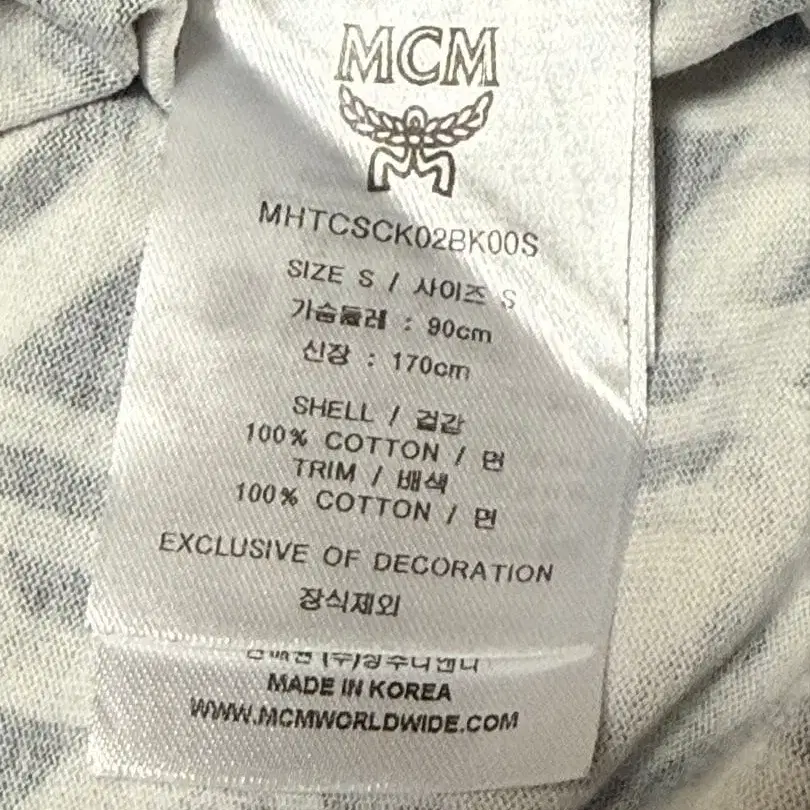 MCM
MHTCSCK02BK00S
SIZE S / 사이즈 S
가슴둘레 : 90cm
신장 : 170cm
SHELL / 겉감
100% COTTON / 면
TRIM / 배색
100% COTTON / 면
EXCLUSIVE OF DECORATION
장식제외
MADE IN KOREA
WWW.MCMWORLDWIDE.COM